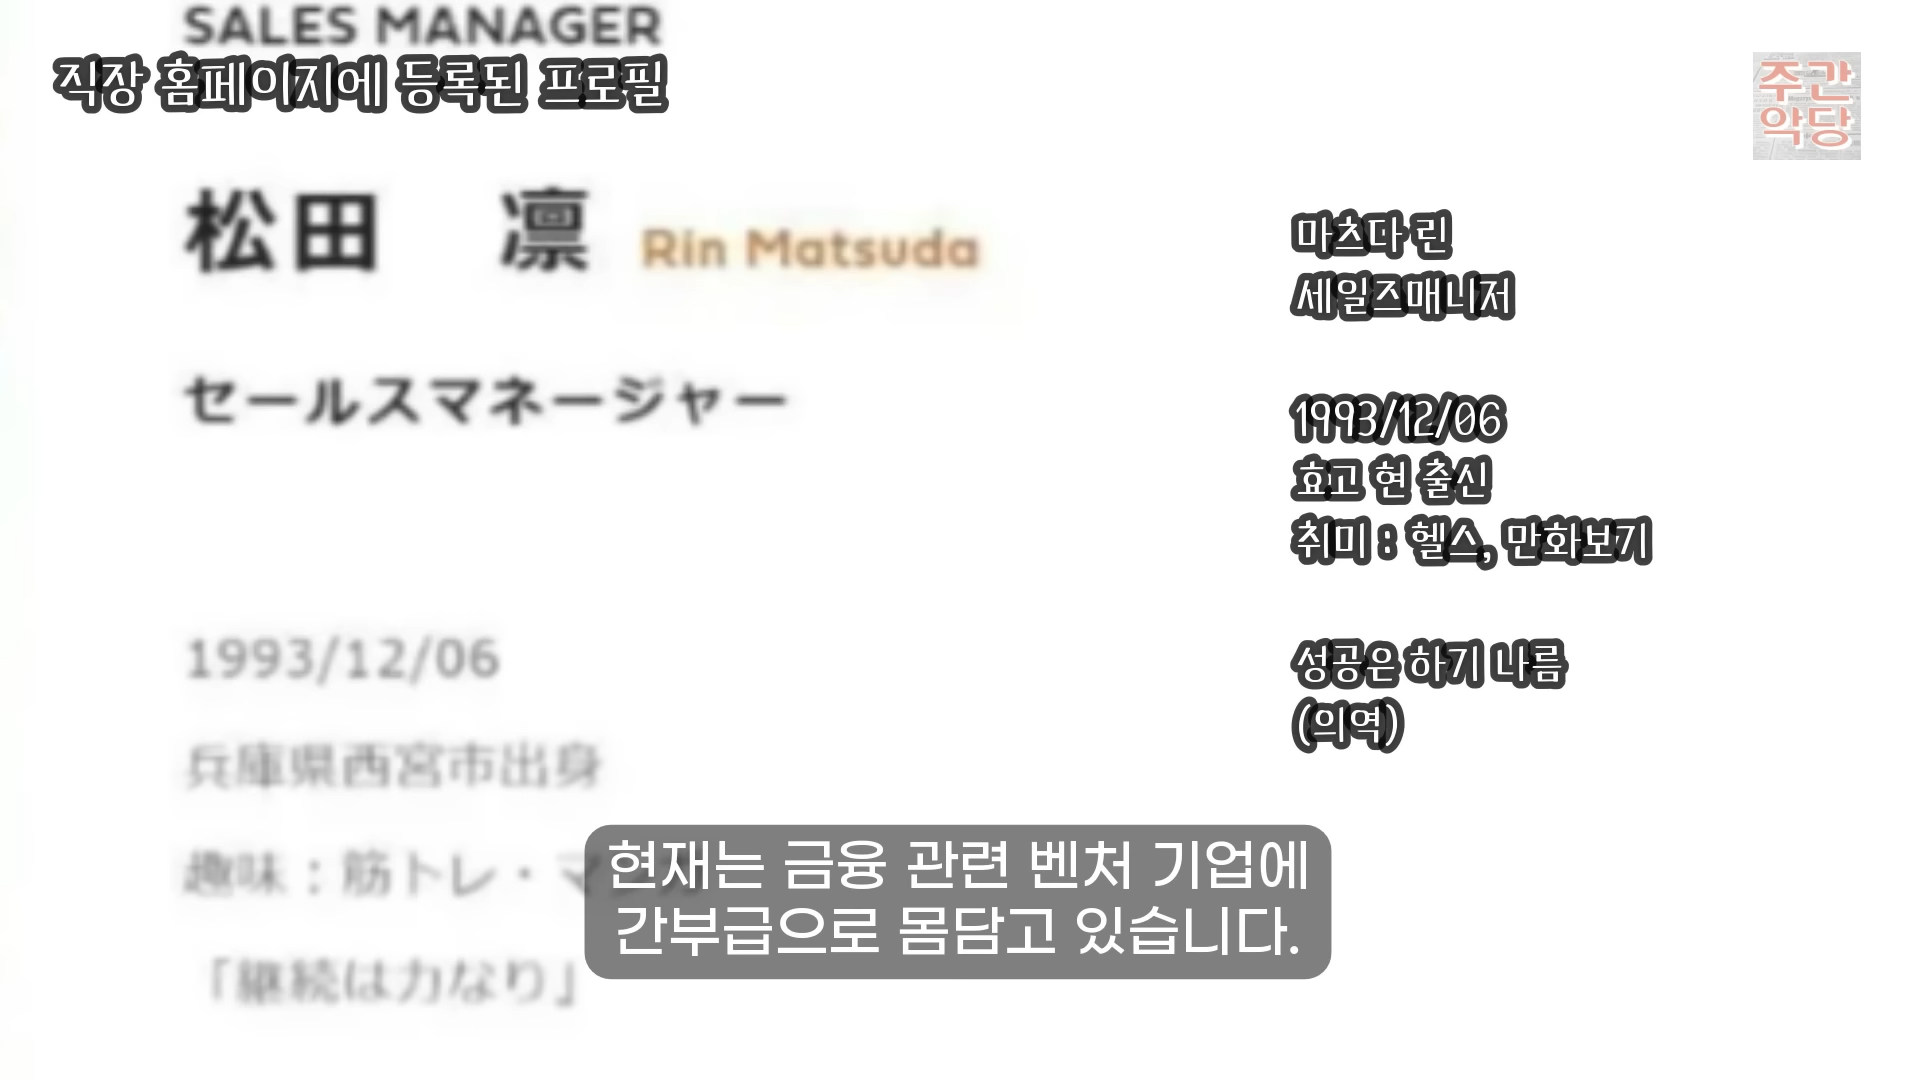 SALES MANAGER
직장 홈페이지에 등록된 프로필
주간
악당
松田 凛 Rin Matsuda
セールスマネージャー
1993/12/06
兵庫県西宮市出身
趣味：筋トレ・マンガ
「継続は力なり」
마츠다 린
세일즈매니저
1993/12/06
효고 현 출신
취미 : 헬스, 만화보기
성공은 하기 나름
(의역)
현재는 금융 관련 벤처 기업에
간부급으로 몸담고 있습니다.